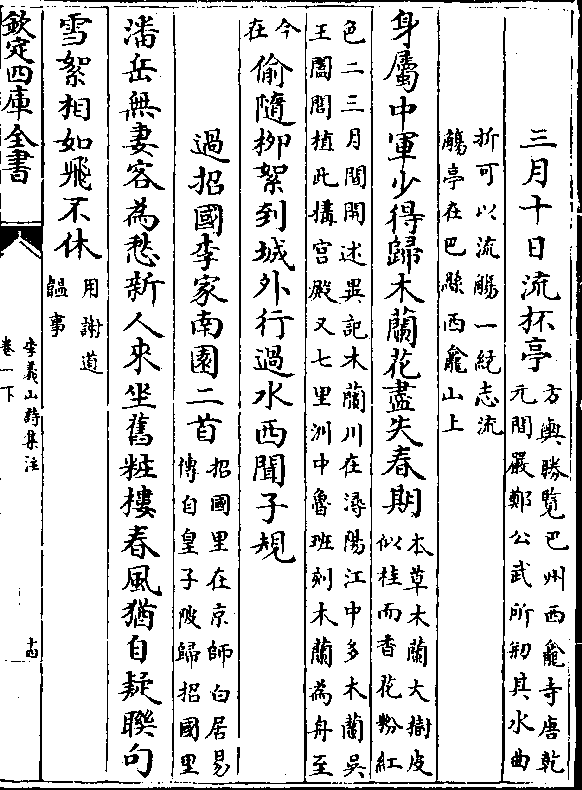 三月十日流杯亭
方輿勝覽巴州西龕寺唐乾
元間嚴鄭公武所剏其水曲
折可以流觴一絶志流
觴亭在巴縣西龕山上
身屬中軍少得歸木蘭花盡失春期
本草木蘭大樹皮
似桂而香花粉紅
色二三月間開述異記木蘭川在潯陽江中多木蘭吳
王闔閭植此搆宫殿又七里洲中魯班刻木蘭為舟至
今
在
偷隨柳絮到城外行過水西聞子規
過招國李家南園二首
招國里在京師白居易
傳自皇子陂歸招國里
潘岳無妻客為愁新人來坐舊粧樓春風猶自疑聯句
雪絮相如飛不休
用謝道
韞事
欽定四庫全書
李義山詩集注
卷一下
十四